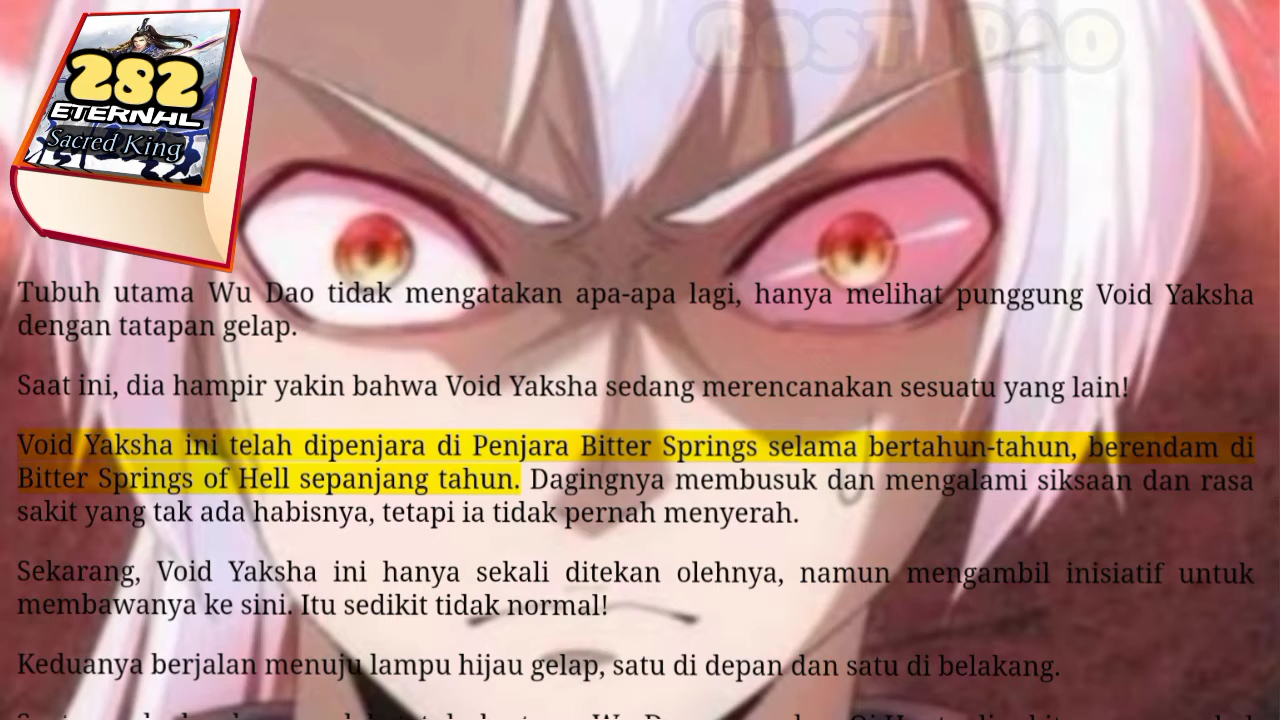 COST DAO
282
ETERNAL
Sacred King
Tubuh utama Wu Dao tidak mengatakan apa-apa lagi, hanya melihat punggung Void Yaksha
dengan tatapan gelap.
Saat ini, dia hampir yakin bahwa Void Yaksha sedang merencanakan sesuatu yang lain!
Void Yaksha ini telah dipenjara di Penjara Bitter Springs selama bertahun-tahun, berendam di
Bitter Springs of Hell sepanjang tahun. Dagingnya membusuk dan mengalami siksaan dan rasa
sakit yang tak ada habisnya, tetapi ia tidak pernah menyerah.
Sekarang, Void Yaksha ini hanya sekali ditekan olehnya, namun mengambil inisiatif untuk
membawanya ke sini. Itu sedikit tidak normal!
Keduanya berjalan menuju lampu hijau gelap, satu di depan dan satu di belakang.